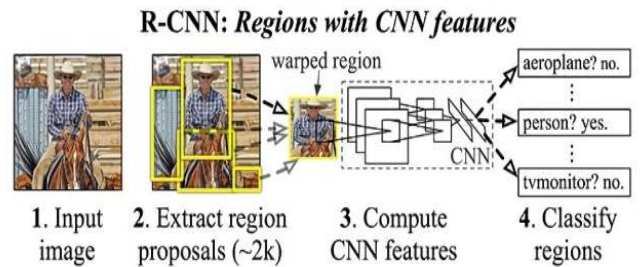 R-CNN: Regions with CNN features
warped region
aeroplane? no.
person? yes.
tvmonitor? no.
CNN
1. Input
image
2. Extract region
proposals (~2k)
3. Compute
CNN features
4. Classify
regions